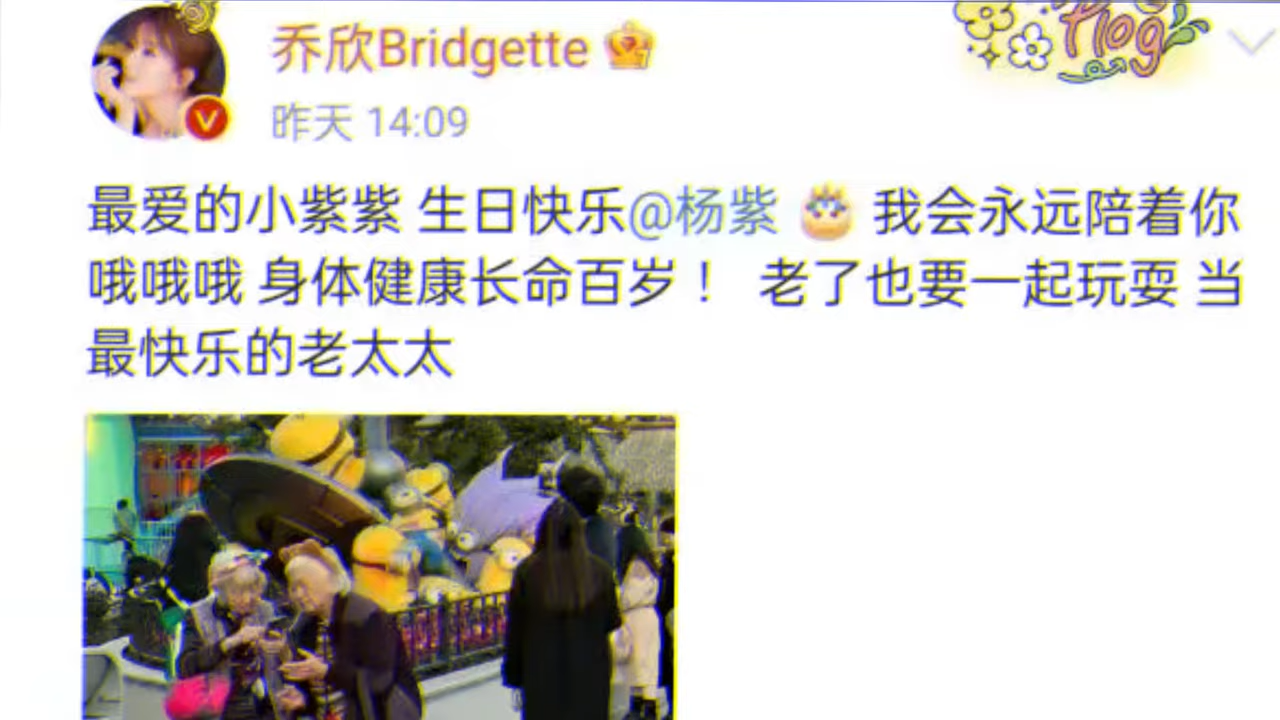 乔欣Bridgette
Plog
昨天 14:09
最爱的小紫紫 生日快乐@杨紫 我会永远陪着你
哦哦哦 身体健康长命百岁！ 老了也要一起玩耍 当
最快乐的老太太